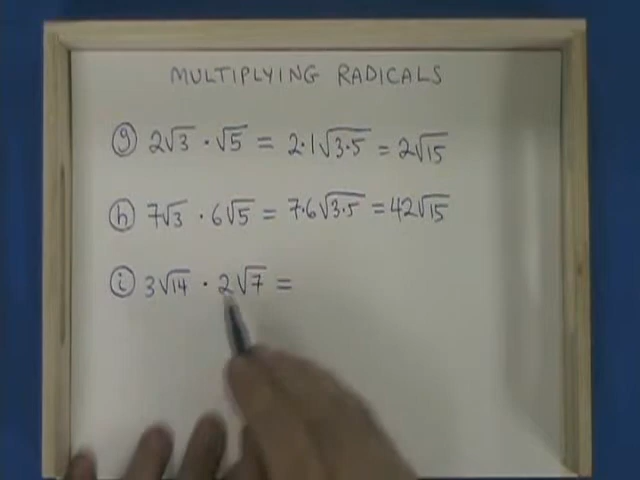 MULTIPLYING RADICALS
ⓖ 2√3 · √5 = 2·1√3·5 = 2√15
ⓗ 7√3 · 6√5 = 7·6√3·5 = 42√15
ⓘ 3√14 · 2√7 =